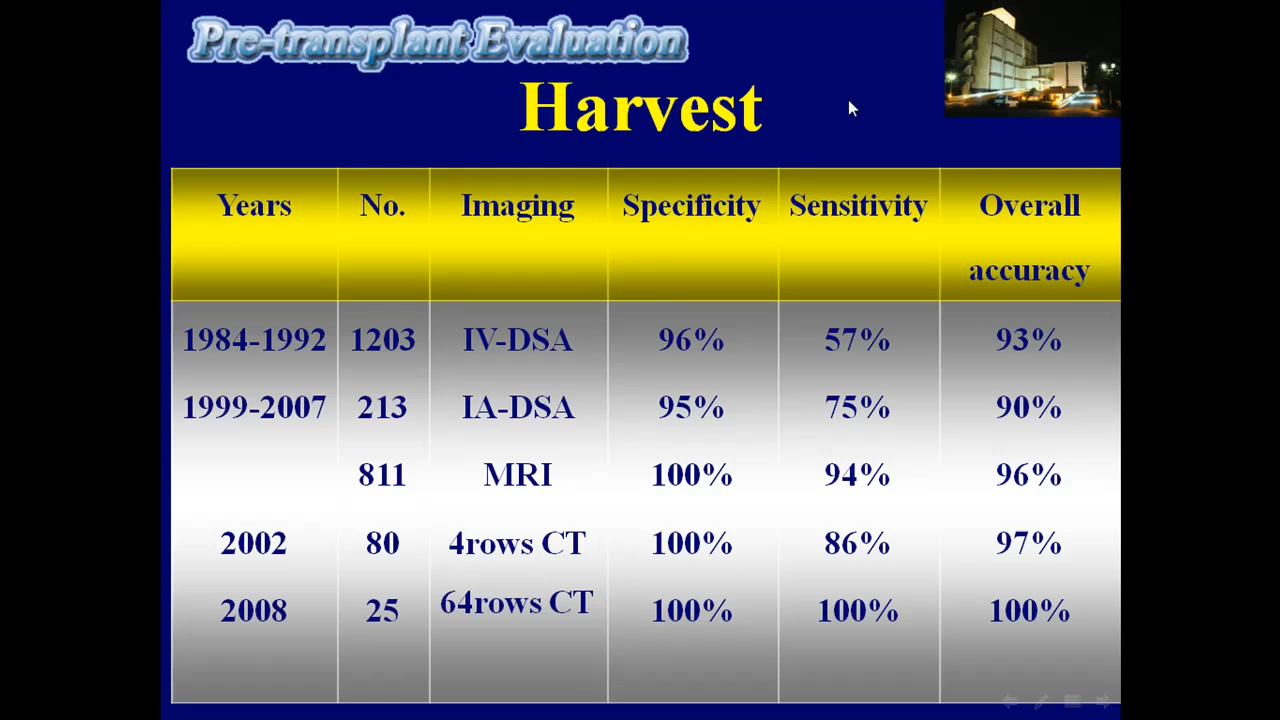 Pre-transplant Evaluation
Harvest
Years No. Imaging Specificity Sensitivity Overall accuracy
1984-1992 1203 IV-DSA 96% 57% 93%
1999-2007 213 IA-DSA 95% 75% 90%
811 MRI 100% 94% 96%
2002 80 4rows CT 100% 86% 97%
2008 25 64rows CT 100% 100% 100%